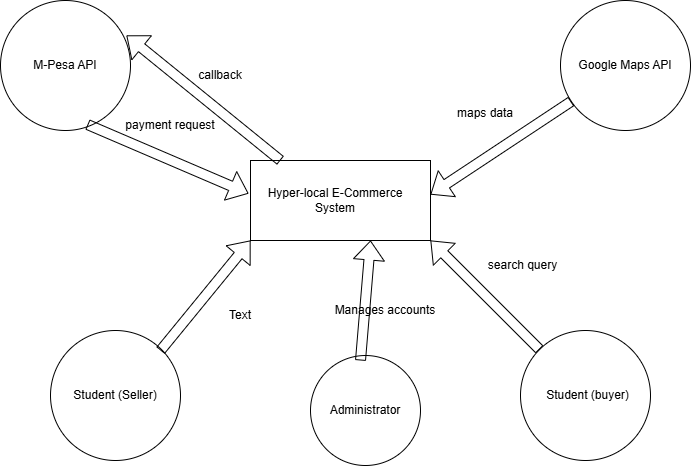 M-Pesa API
Google Maps API
callback
maps data
payment request
Hyper-local E-Commerce
System
search query
Text
Manages accounts
Student (Seller)
Administrator
Student (buyer)